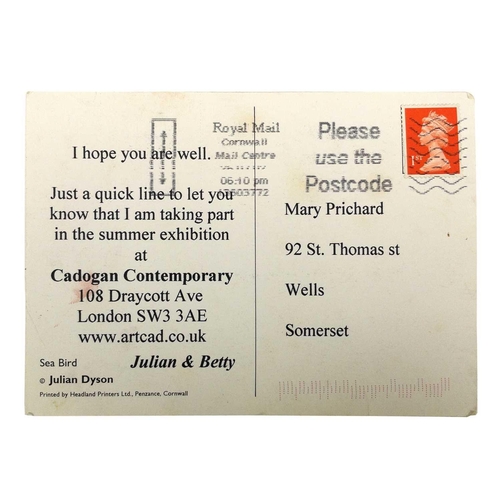 Royal Mail
Cornwall
Mail Centre
06:10 pm
Please
use the
Postcode
1ST
I hope you are well.
Just a quick line to let you
know that I am taking part
in the summer exhibition
at
Cadogan Contemporary
108 Draycott Ave
London SW3 3AE
www.artcad.co.uk
Julian & Betty
Sea Bird
© Julian Dyson
Printed by Headland Printers Ltd., Penzance, Cornwall
Mary Prichard
92 St. Thomas st
Wells
Somerset